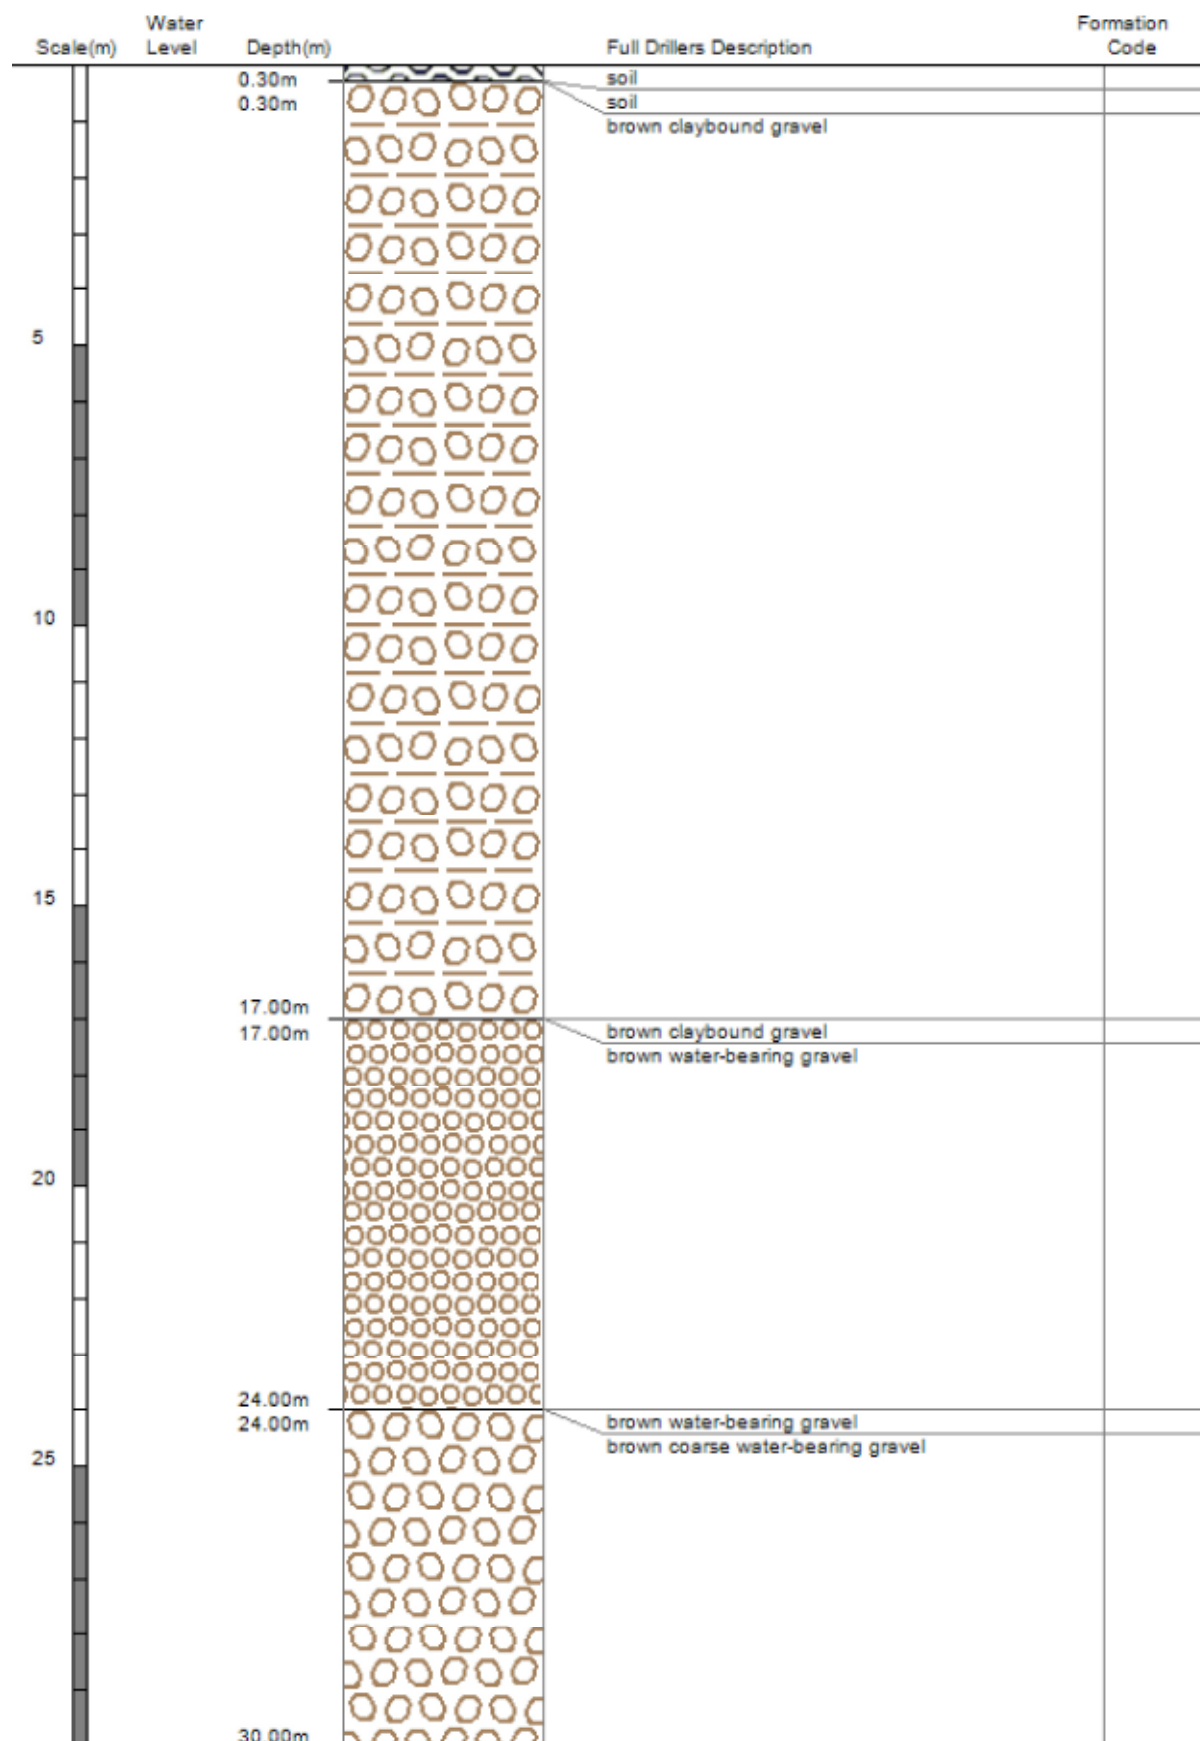 Scale(m) Water Level Depth(m) Full Drillers Description Formation Code
0.30m soil
0.30m soil
brown claybound gravel
5
10
15
17.00m
17.00m brown claybound gravel
brown water-bearing gravel
20
24.00m
24.00m brown water-bearing gravel
brown coarse water-bearing gravel
25
30.00m